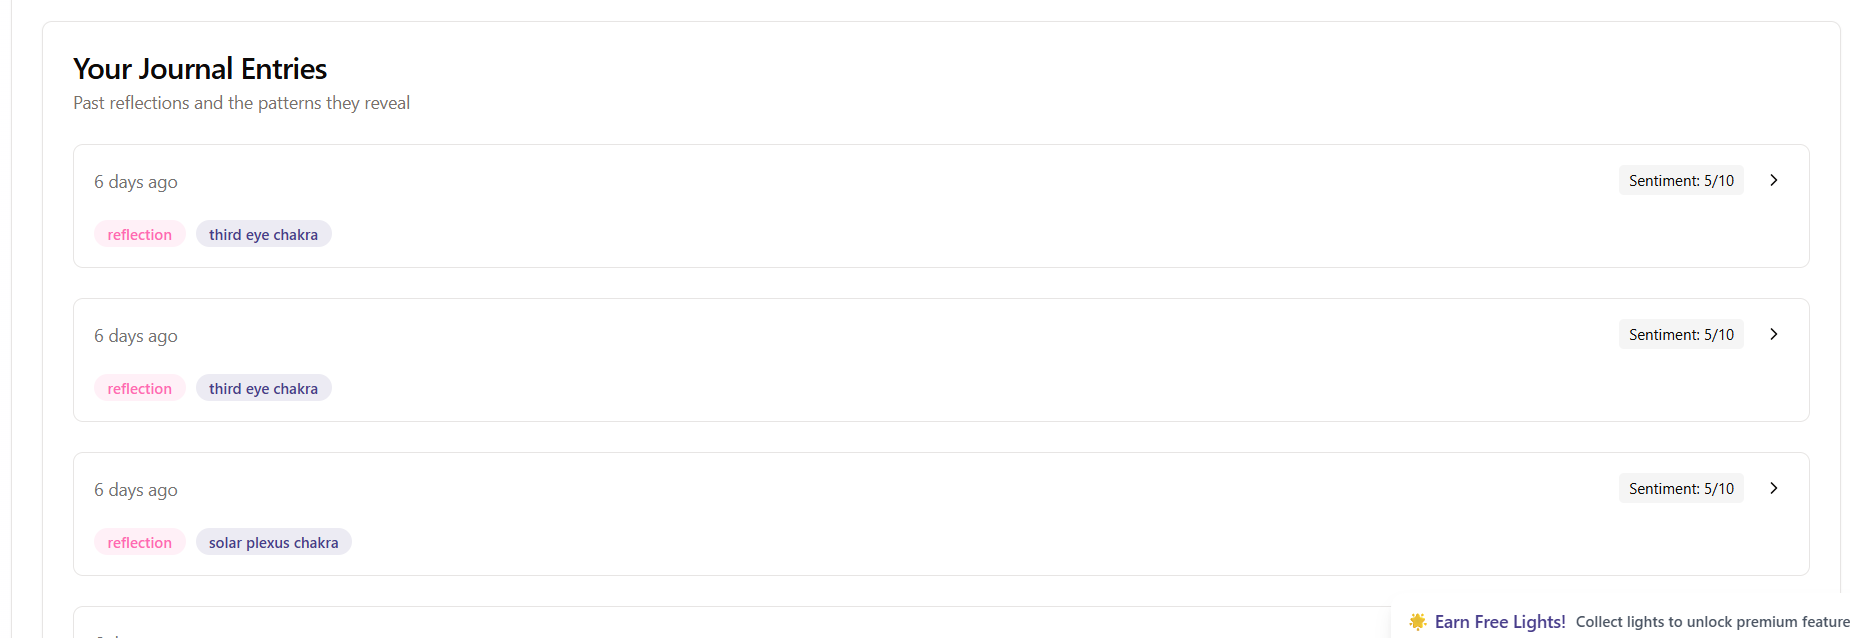 Your Journal Entries
Past reflections and the patterns they reveal
6 days ago
Sentiment: 5/10
reflection third eye chakra
6 days ago
Sentiment: 5/10
reflection third eye chakra
6 days ago
Sentiment: 5/10
reflection solar plexus chakra
Earn Free Lights! Collect lights to unlock premium feature